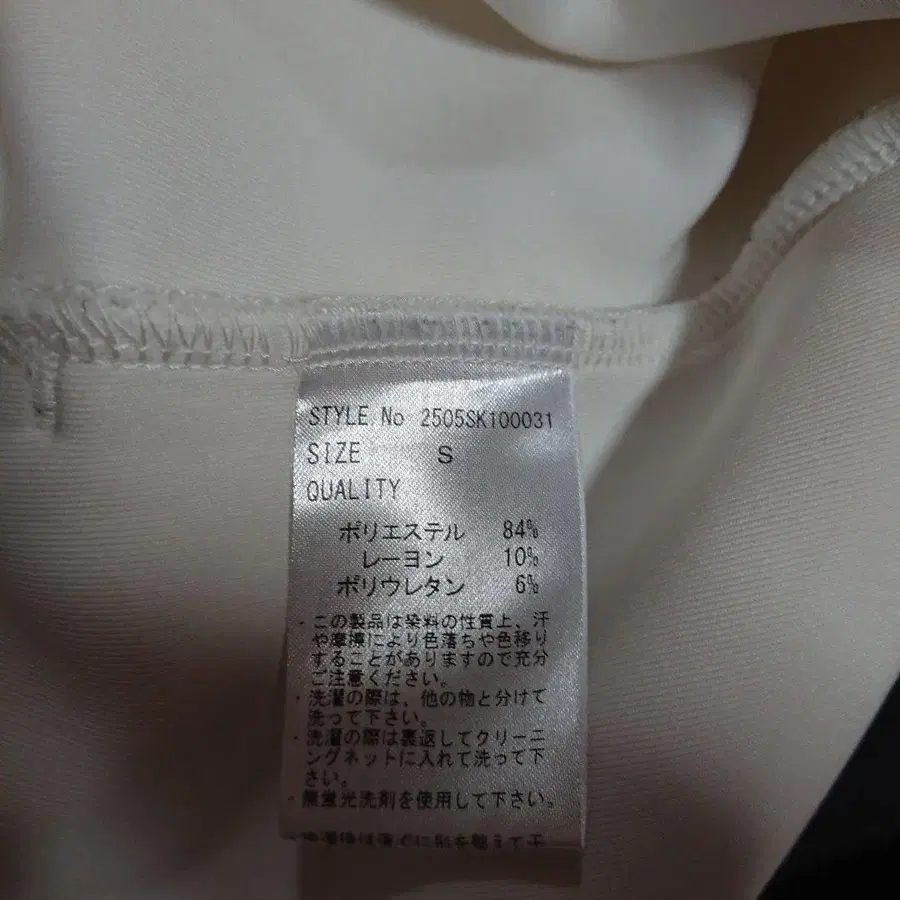 STYLE.No 2505SK100031
SIZE S
QUALITY
ポリエステル 84%
レーヨン 10%
ポリウレタン 6%
・この製品は染料の性質上、汗
や摩擦により色落ちや色移り
することがありますので充分
ご注意ください。
・洗濯の際は、他の物と分けて
洗って下さい。
・洗濯の際は裏返してクリーニ
ングネットに入れて洗って下
さい。
・無蛍光洗剤を使用して下さい。